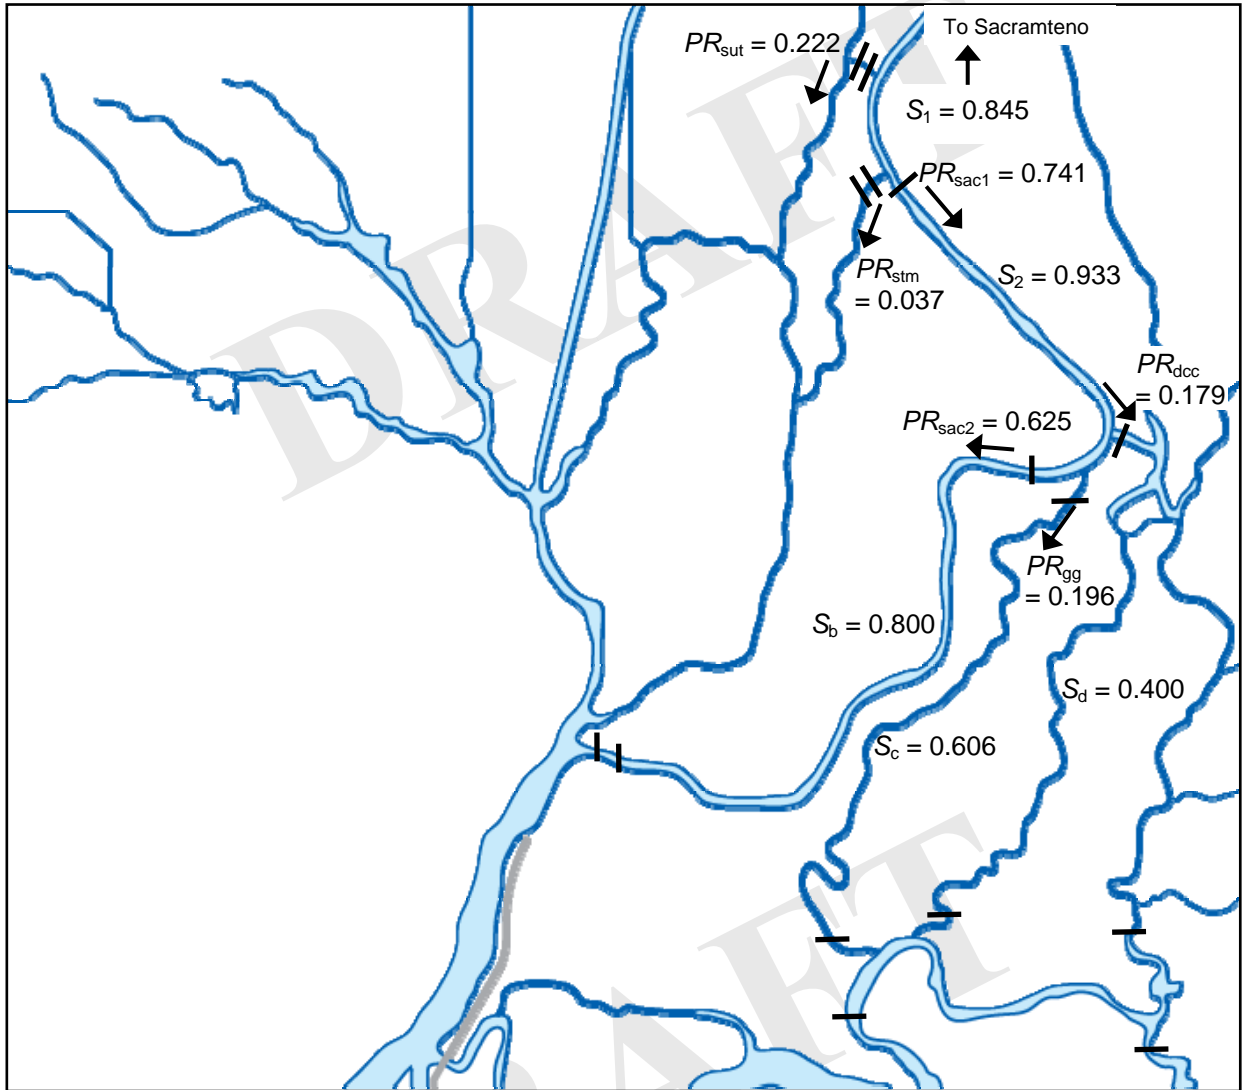 To Sacramteno
PRsut = 0.222
S1 = 0.845
PRsac1 = 0.741
PRstm
= 0.037
S2 = 0.933
PRdcc
= 0.179
PRsac2 = 0.625
PRgg
= 0.196
Sb = 0.800
Sd = 0.400
Sc = 0.606
DRAFT
DRAFT